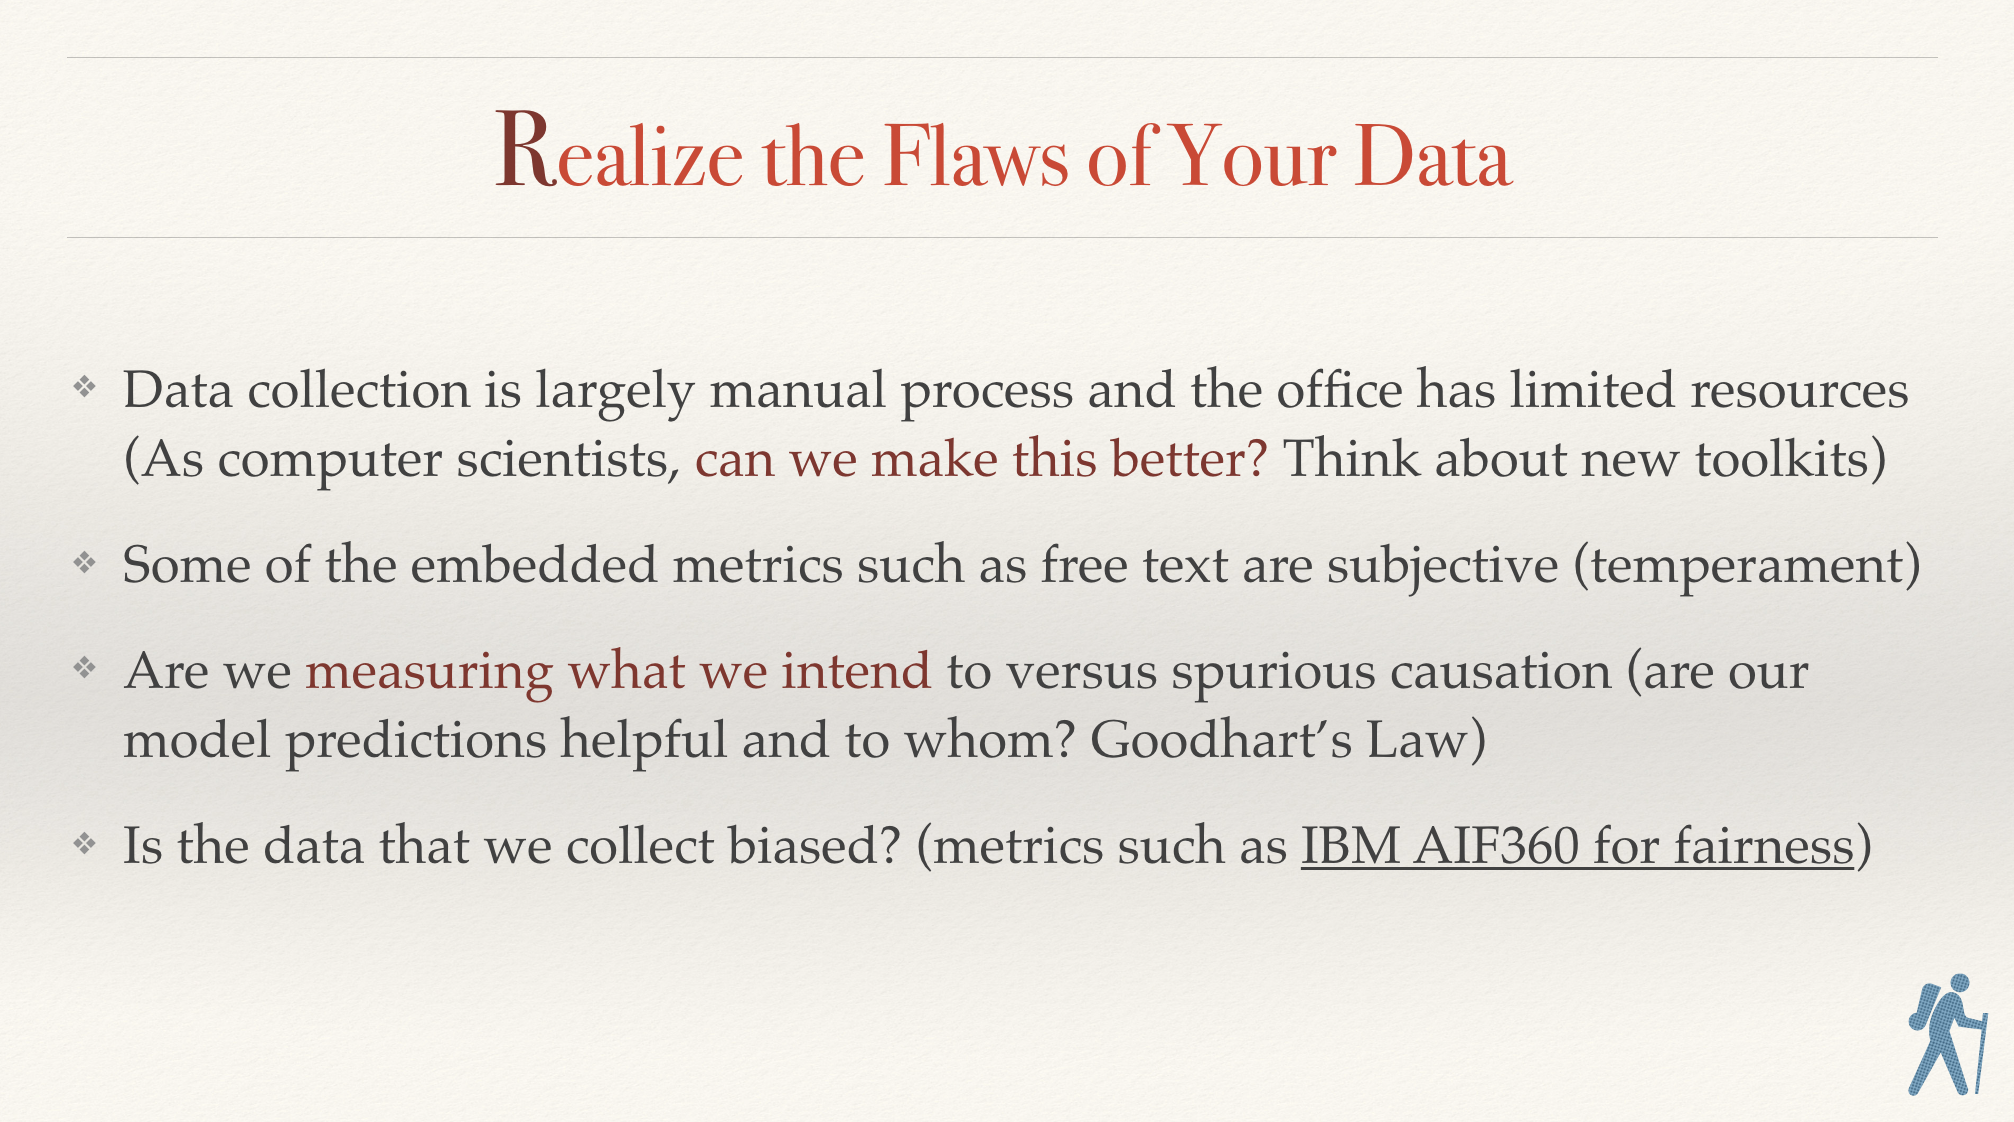 Realize the Flaws of Your Data
❖ Data collection is largely manual process and the office has limited resources
(As computer scientists, can we make this better? Think about new toolkits)
❖ Some of the embedded metrics such as free text are subjective (temperament)
❖ Are we measuring what we intend to versus spurious causation (are our
model predictions helpful and to whom? Goodhart’s Law)
❖ Is the data that we collect biased? (metrics such as IBM AIF360 for fairness)